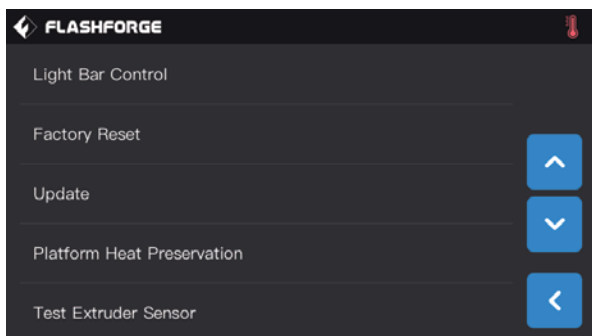 FLASHFORGE
Light Bar Control
Factory Reset
Update
Platform Heat Preservation
Test Extruder Sensor